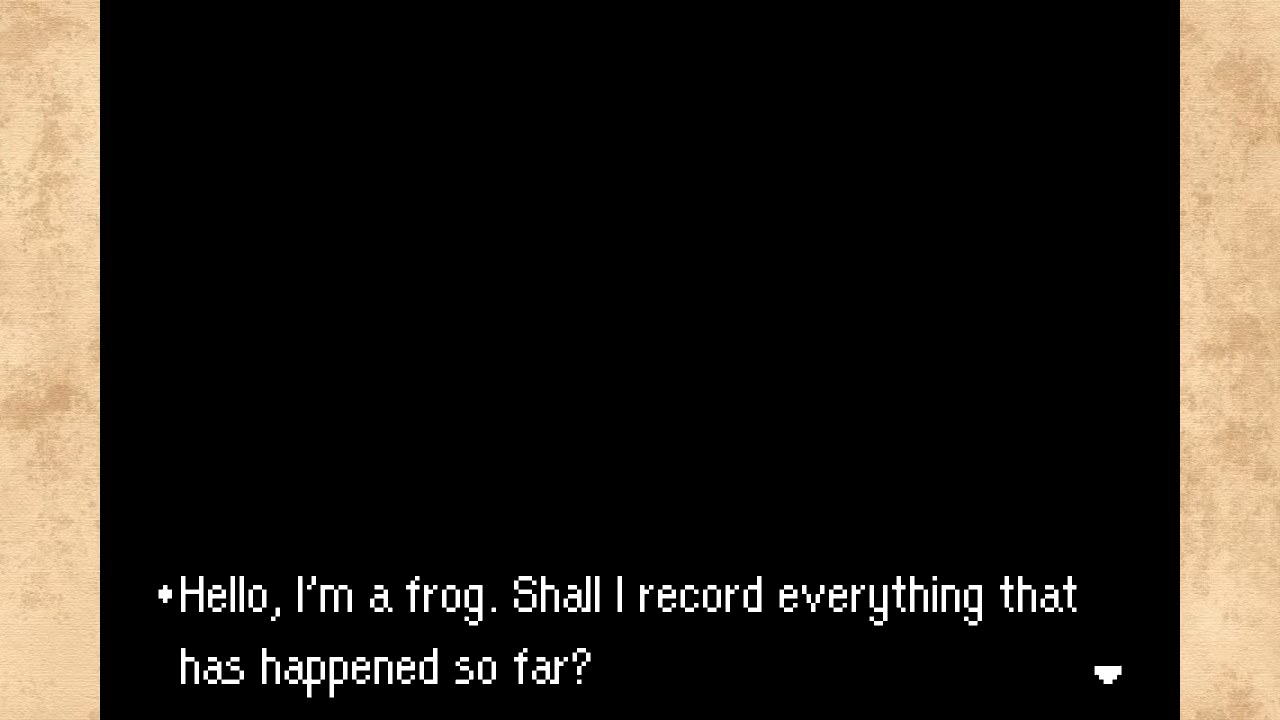 •Hello, I'm a frog. Shall I record everything that
has happened so far?